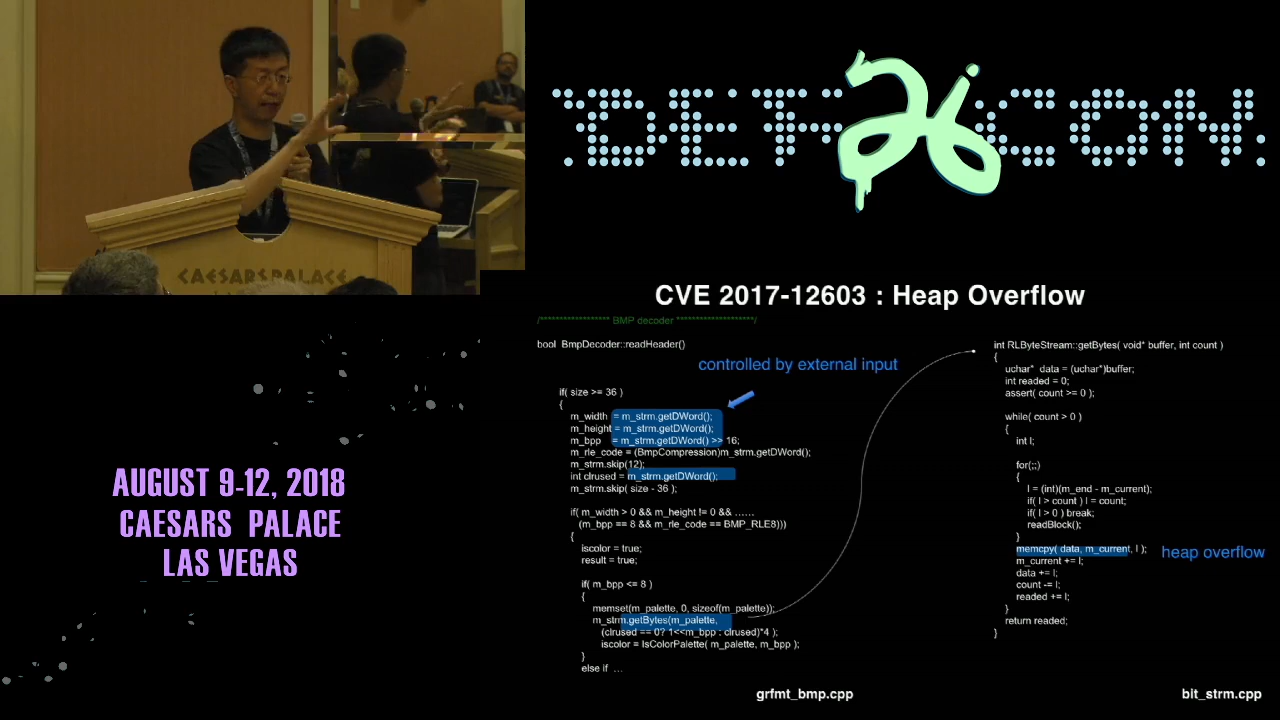 DEF CON
26
CAESARS PALACE
AUGUST 9-12, 2018
CAESARS PALACE
LAS VEGAS
CVE 2017-12603 : Heap Overflow
/******************* BMP decoder *********************/
bool BmpDecoder::readHeader()
controlled by external input
if( size >= 36 )
{
m_width = m_strm.getDWord();
m_height = m_strm.getDWord();
m_bpp = m_strm.getDWord() >> 16;
m_rle_code = (BmpCompression)m_strm.getDWord();
m_strm.skip(12);
int clrused = m_strm.getDWord();
m_strm.skip( size - 36 );
if( m_width > 0 && m_height != 0 && ......
(m_bpp == 8 && m_rle_code == BMP_RLE8)))
{
iscolor = true;
result = true;
if( m_bpp <= 8 )
{
memset(m_palette, 0, sizeof(m_palette));
m_strm.getBytes(m_palette,
(clrused == 0? 1<<m_bpp : clrused)*4 );
iscolor = IsColorPalette( m_palette, m_bpp );
}
else if ...
grfmt_bmp.cpp
int RLByteStream::getBytes( void* buffer, int count )
{
uchar* data = (uchar*)buffer;
int readed = 0;
assert( count >= 0 );
while( count > 0 )
{
int l;
for(;;)
{
l = (int)(m_end - m_current);
if( l > count ) l = count;
if( l > 0 ) break;
readBlock();
}
memcpy( data, m_current, l );
heap overflow
m_current += l;
data += l;
count -= l;
readed += l;
}
return readed;
}
bit_strm.cpp